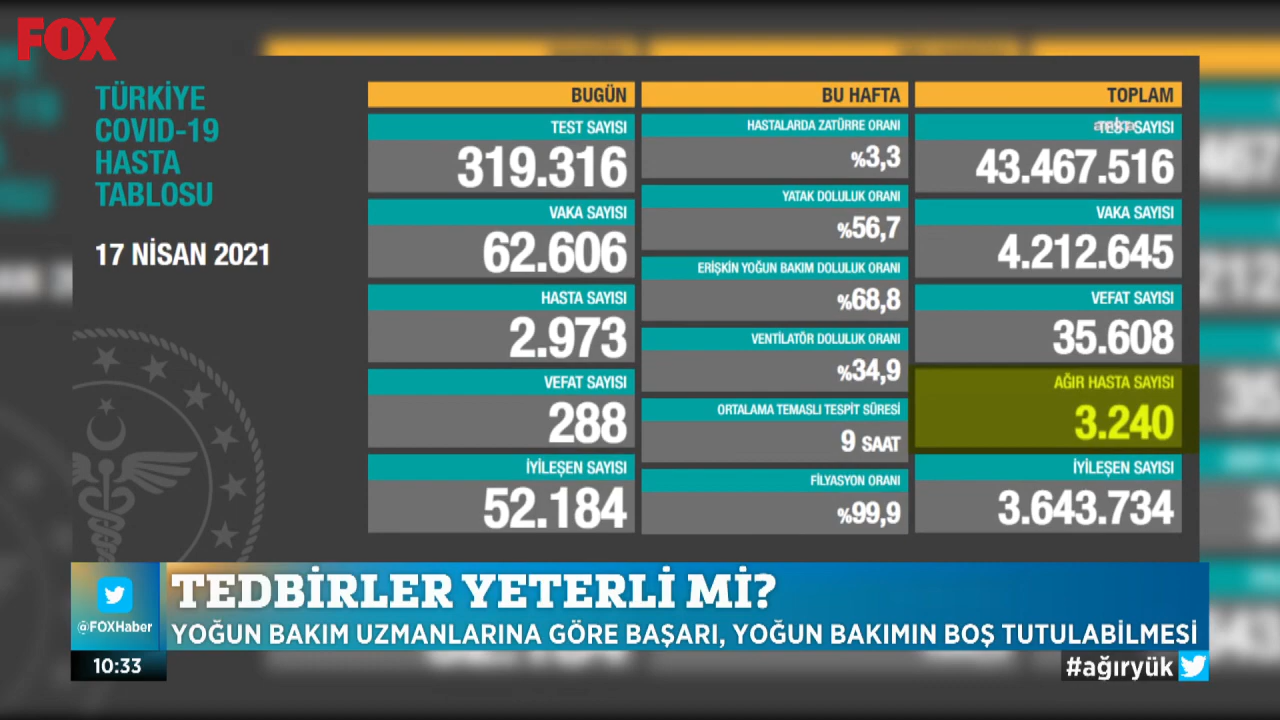 FOX
TÜRKİYE
COVID-19
HASTA
TABLOSU
17 NİSAN 2021
BUGÜN
TEST SAYISI
319.316
VAKA SAYISI
62.606
HASTA SAYISI
2.973
VEFAT SAYISI
288
İYİLEŞEN SAYISI
52.184
BU HAFTA
HASTALARDA ZATÜRRE ORANI
%3,3
YATAK DOLULUK ORANI
%56,7
ERİŞKİN YOĞUN BAKIM DOLULUK ORANI
%68,8
VENTİLATÖR DOLULUK ORANI
%34,9
ORTALAMA TEMASLI TESPİT SÜRESİ
9 SAAT
FİLYASYON ORANI
%99,9
TOPLAM
TEST SAYISI
43.467.516
VAKA SAYISI
4.212.645
VEFAT SAYISI
35.608
AĞIR HASTA SAYISI
3.240
İYİLEŞEN SAYISI
3.643.734
TEDBİRLER YETERLİ Mİ?
@FOXHaber
YOĞUN BAKIM UZMANLARINA GÖRE BAŞARI, YOĞUN BAKIMIN BOŞ TUTULABİLMESİ
10:33
#ağıryük